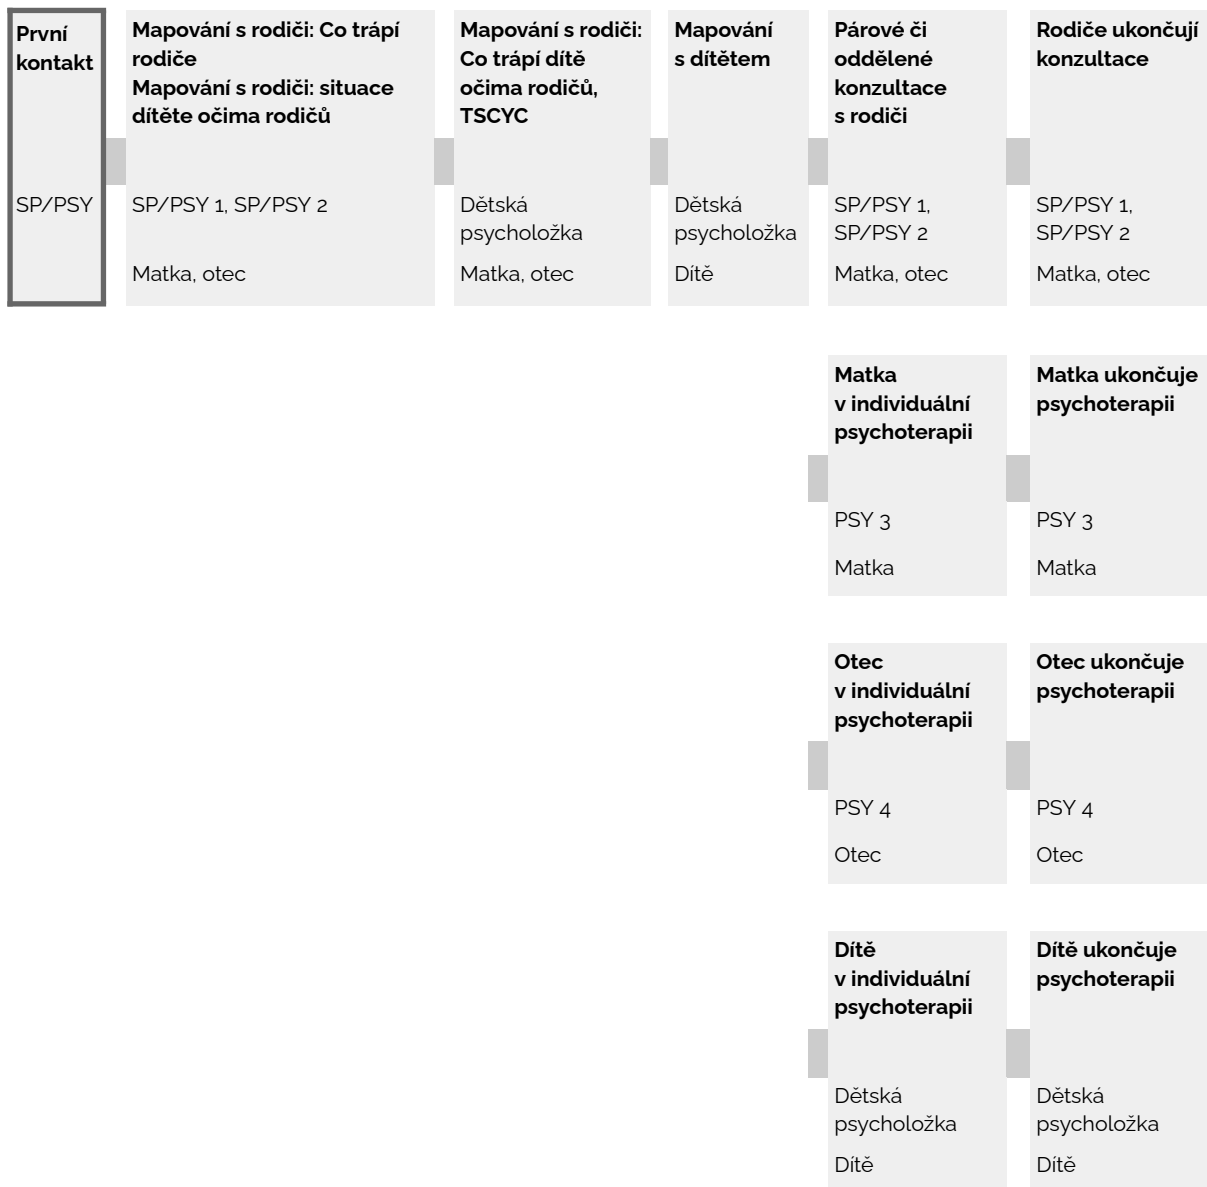 První
kontakt
SP/PSY
Mapování s rodiči: Co trápí
rodiče
Mapování s rodiči: situace
dítěte očima rodičů
SP/PSY 1, SP/PSY 2
Matka, otec
Mapování s rodiči:
Co trápí dítě
očima rodičů,
TSCYC
Dětská
psycholožka
Matka, otec
Mapování
s dítětem
Dětská
psycholožka
Dítě
Párové či
oddělené
konzultace
s rodiči
SP/PSY 1,
SP/PSY 2
Matka, otec
Rodiče ukončují
konzultace
SP/PSY 1,
SP/PSY 2
Matka, otec
Matka
v individuální
psychoterapii
PSY 3
Matka
Matka ukončuje
psychoterapii
PSY 3
Matka
Otec
v individuální
psychoterapii
PSY 4
Otec
Otec ukončuje
psychoterapii
PSY 4
Otec
Dítě
v individuální
psychoterapii
Dětská
psycholožka
Dítě
Dítě ukončuje
psychoterapii
Dětská
psycholožka
Dítě